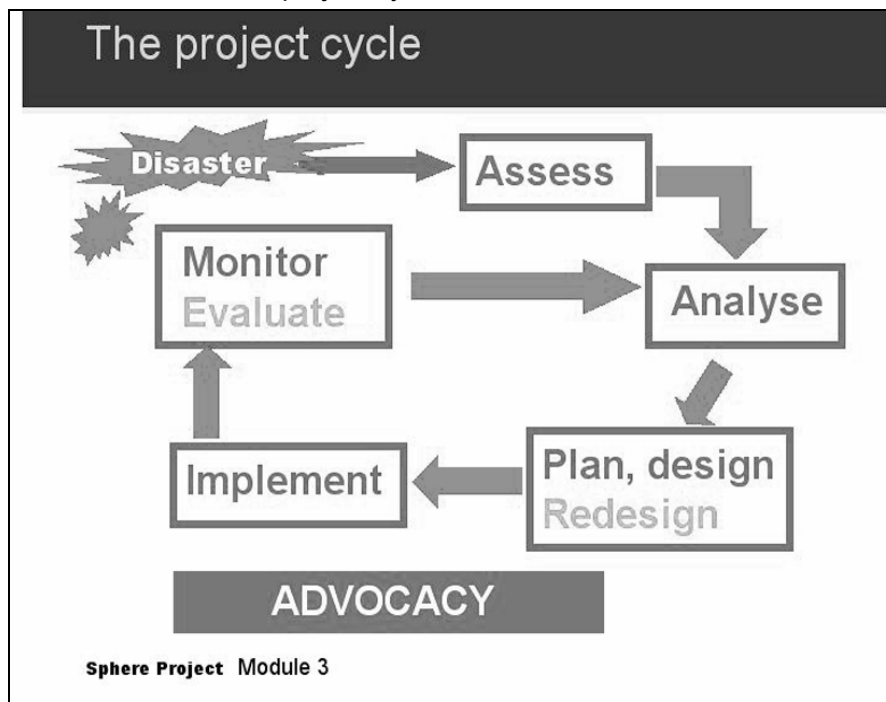 The project cycle
Disaster
Assess
Monitor
Evaluate
Analyse
Implement
Plan, design
Redesign
ADVOCACY
Sphere Project Module 3